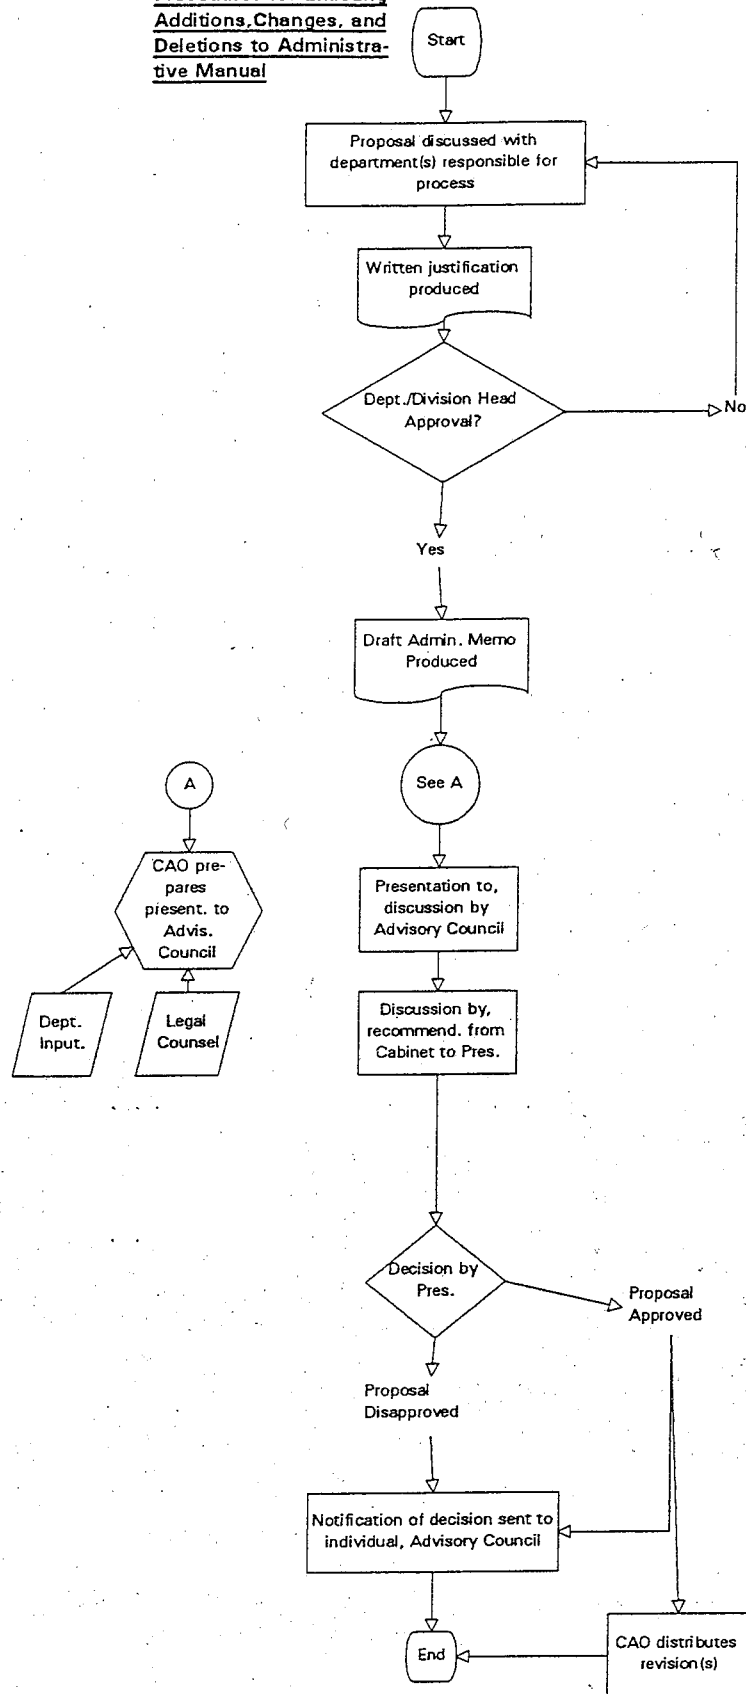 Additions,Changes, and
Deletions to Administra-
tive Manual
Start
Proposal discussed with
department(s) responsible for
process
Written justification
produced
Dept./Division Head
Approval?
No
Yes
Draft Admin. Memo
Produced
See A
A
CAO pre-
pares
present. to
Advis.
Council
Dept.
Input.
Legal
Counsel
Presentation to,
discussion by
Advisory Council
Discussion by,
recommend. from
Cabinet to Pres.
Decision by
Pres.
Proposal
Approved
Proposal
Disapproved
Notification of decision sent to
individual, Advisory Council
End
CAO distributes
revision(s)